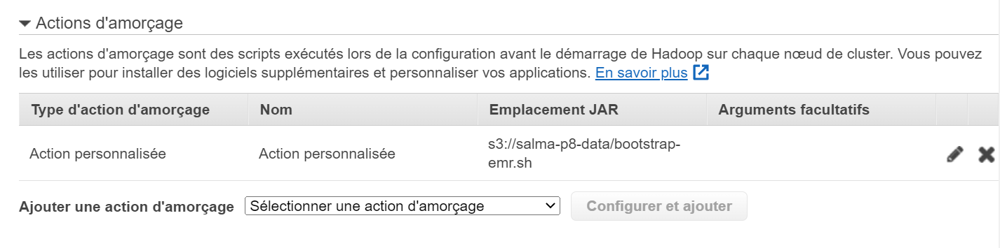 Actions d'amorçage
Les actions d'amorçage sont des scripts exécutés lors de la configuration avant le démarrage de Hadoop sur chaque nœud de cluster. Vous pouvez
les utiliser pour installer des logiciels supplémentaires et personnaliser vos applications. En savoir plus
Type d'action d'amorçage Nom Emplacement JAR Arguments facultatifs
Action personnalisée Action personnalisée s3://salma-p8-data/bootstrap-
emr.sh
Ajouter une action d'amorçage Sélectionner une action d'amorçage Configurer et ajouter